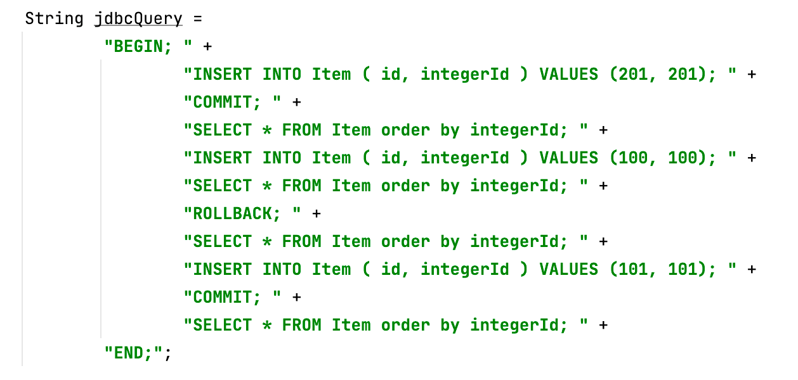 String jdbcQuery =
"BEGIN; " +
"INSERT INTO Item ( id, integerId ) VALUES (201, 201); " +
"COMMIT; " +
"SELECT * FROM Item order by integerId; " +
"INSERT INTO Item ( id, integerId ) VALUES (100, 100); " +
"SELECT * FROM Item order by integerId; " +
"ROLLBACK; " +
"SELECT * FROM Item order by integerId; " +
"INSERT INTO Item ( id, integerId ) VALUES (101, 101); " +
"COMMIT; " +
"SELECT * FROM Item order by integerId; " +
"END;";